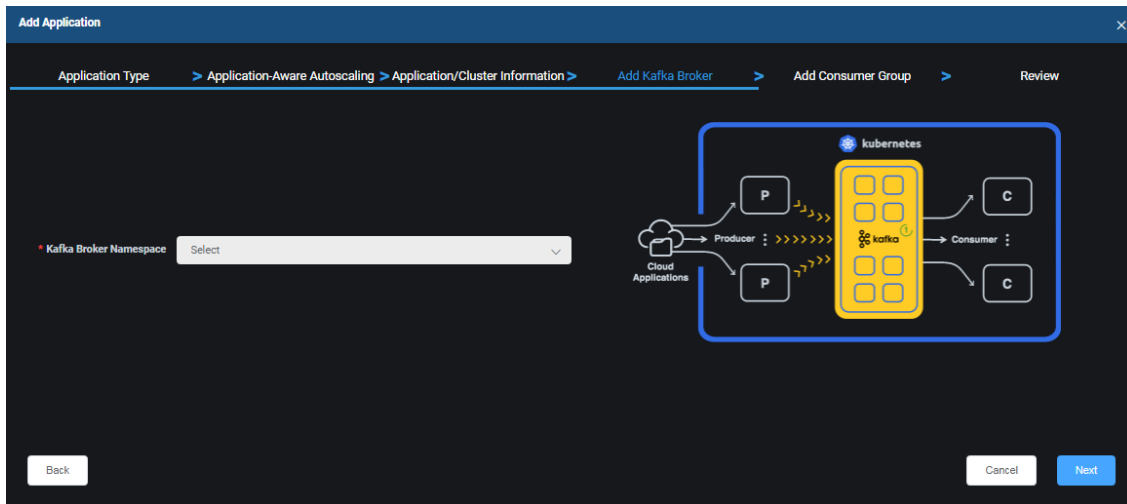 Add Application
Application Type > Application-Aware Autoscaling > Application/Cluster Information > Add Kafka Broker > Add Consumer Group > Review
* Kafka Broker Namespace
Select
kubernetes
P
C
Cloud Applications
Producer
kafka
Consumer
P
C
Back
Cancel
Next